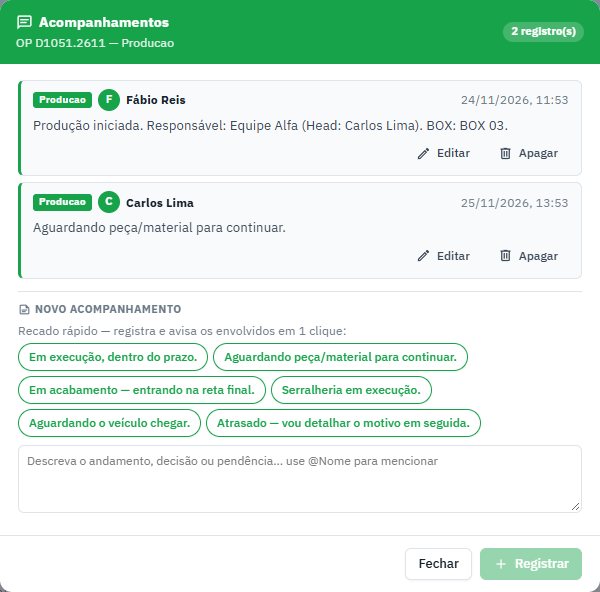 Acompanhamentos
OP D1051.2611 — Producao
2 registro(s)
Producao F Fábio Reis 24/11/2026, 11:53
Produção iniciada. Responsável: Equipe Alfa (Head: Carlos Lima). BOX: BOX 03.
Editar Apagar
Producao C Carlos Lima 25/11/2026, 13:53
Aguardando peça/material para continuar.
Editar Apagar
NOVO ACOMPANHAMENTO
Recado rápido — registra e avisa os envolvidos em 1 clique:
Em execução, dentro do prazo. Aguardando peça/material para continuar.
Em acabamento — entrando na reta final. Serralheria em execução.
Aguardando o veículo chegar. Atrasado — vou detalhar o motivo em seguida.
Descreva o andamento, decisão ou pendência... use @Nome para mencionar
Fechar + Registrar